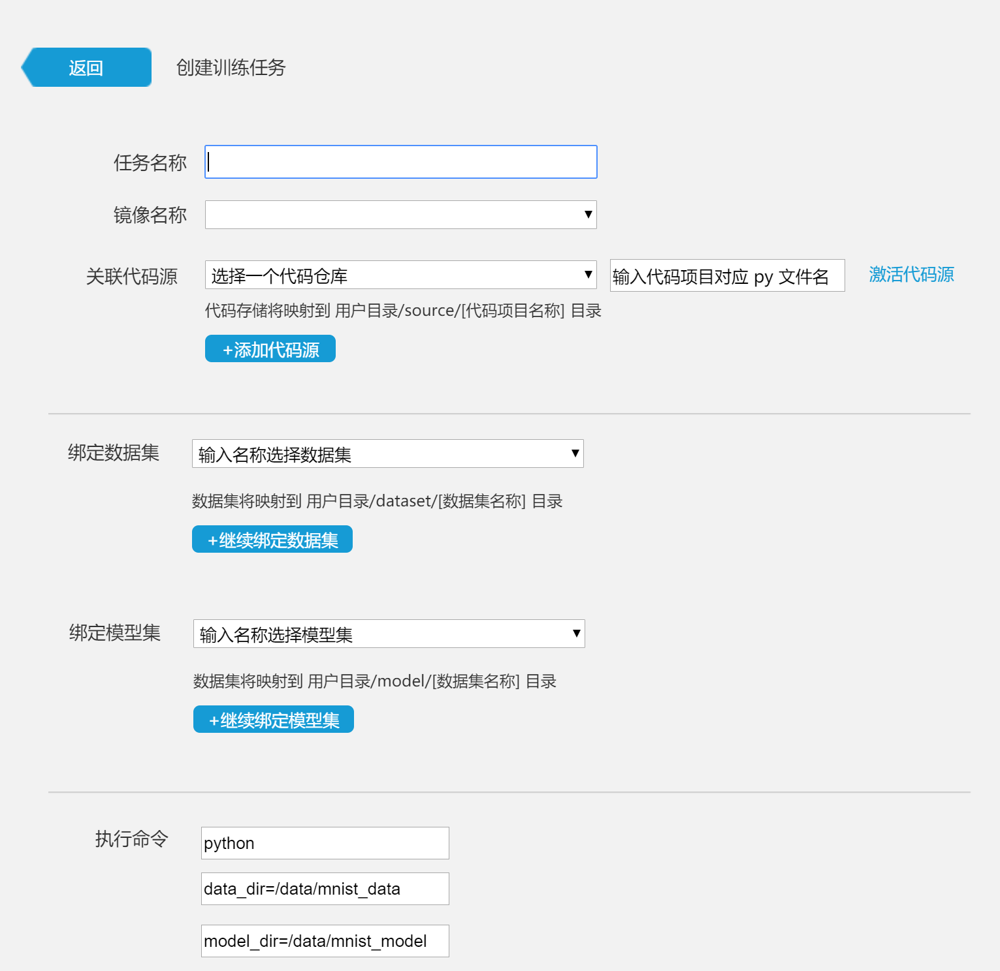 返回
创建训练任务
任务名称
镜像名称
关联代码源 选择一个代码仓库 输入代码项目对应 py 文件名 激活代码源
代码存储将映射到 用户目录/source/[代码项目名称] 目录
+添加代码源
绑定数据集 输入名称选择数据集
数据集将映射到 用户目录/dataset/[数据集名称] 目录
+继续绑定数据集
绑定模型集 输入名称选择模型集
数据集将映射到 用户目录/model/[数据集名称] 目录
+继续绑定模型集
执行命令 python
data_dir=/data/mnist_data
model_dir=/data/mnist_model